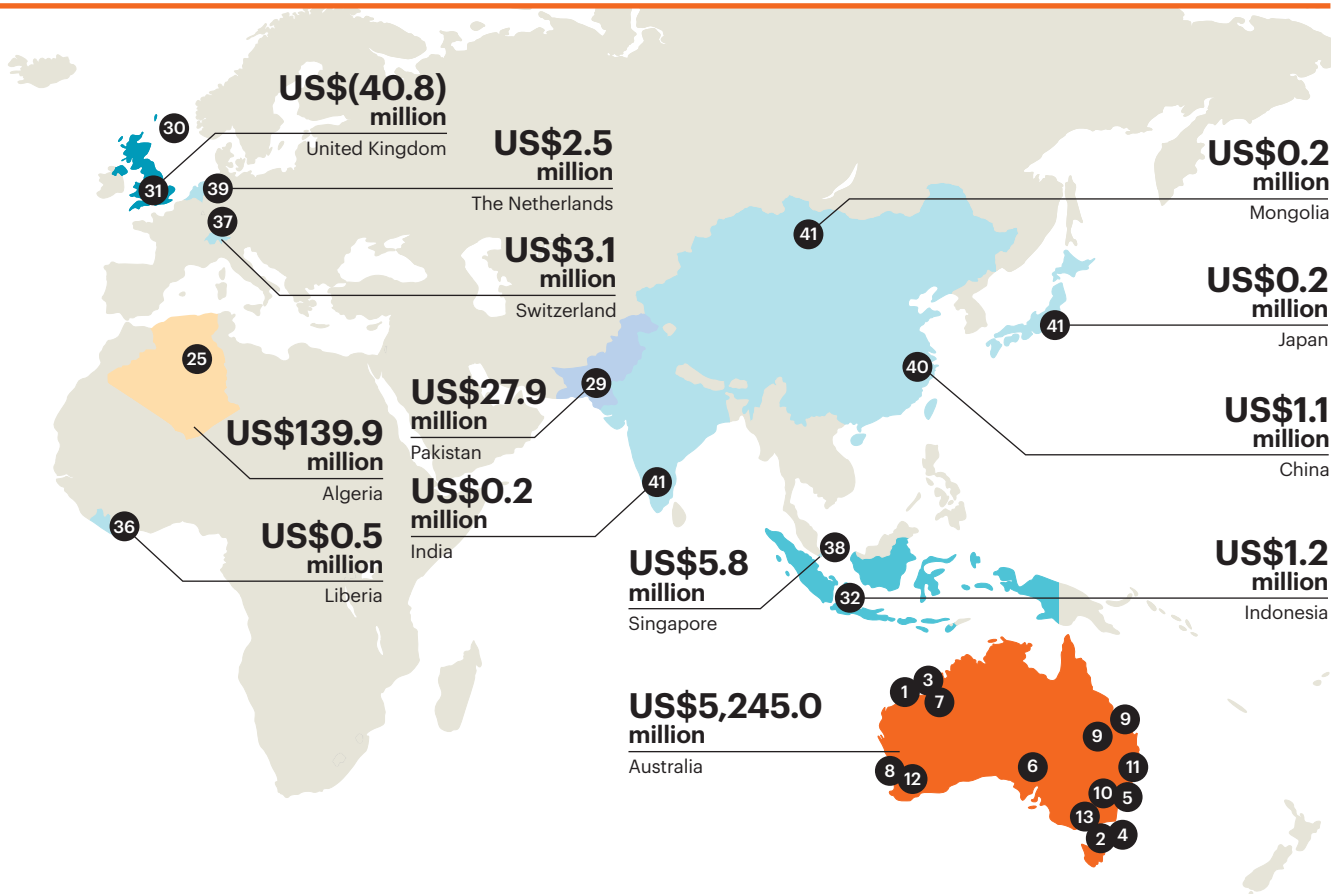 US$(40.8)
million
United Kingdom
30
31
US$2.5
million
The Netherlands
39
37
US$3.1
million
Switzerland
US$0.2
million
Mongolia
41
US$0.2
million
Japan
41
25
US$139.9
million
Algeria
US$27.9
million
Pakistan
29
40
US$1.1
million
China
US$0.2
million
India
41
36
US$0.5
million
Liberia
US$5.8
million
Singapore
38
32
US$1.2
million
Indonesia
US$5,245.0
million
Australia
1
3
7
9
9
8
12
6
11
10
5
13
2
4